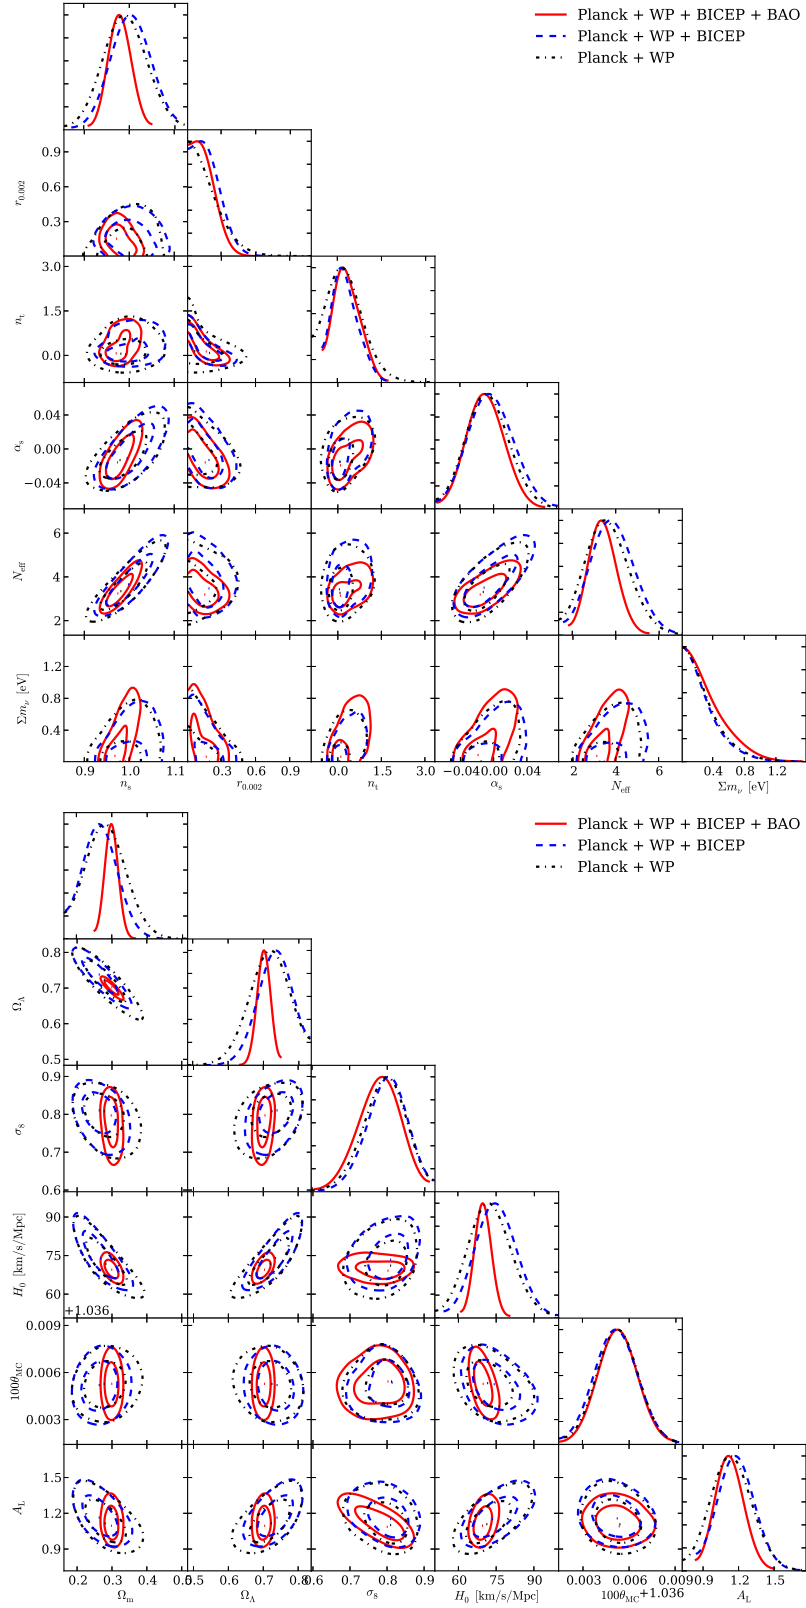 Planck + WP + BICEP + BAO
Planck + WP + BICEP
Planck + WP
0.9
0.6
0.3
r0.002
3.0
1.5
0.0
nt
0.04
0.00
−0.04
αs
6
4
2
Neff
1.2
0.8
0.4
Σmν [eV]
0.9 1.0 1.1
0.3 0.6 0.9
0.0 1.5 3.0
−0.04 0.00 0.04
2 4 6
0.4 0.8 1.2
ns
r0.002
nt
αs
Neff
Σmν [eV]
Planck + WP + BICEP + BAO
Planck + WP + BICEP
Planck + WP
0.8
0.7
0.6
0.5
ΩΛ
0.9
0.8
0.7
0.6
σ8
90
75
60
H0 [km/s/Mpc]
+1.036
0.009
0.006
0.003
100θMC
1.5
1.2
0.9
AL
0.2 0.3 0.4 0.5
0.5 0.6 0.7 0.8
0.6 0.7 0.8 0.9
60 75 90
0.003 0.006 0.009
+1.036
0.9 1.2 1.5
Ωm
ΩΛ
σ8
H0 [km/s/Mpc]
100θMC
AL